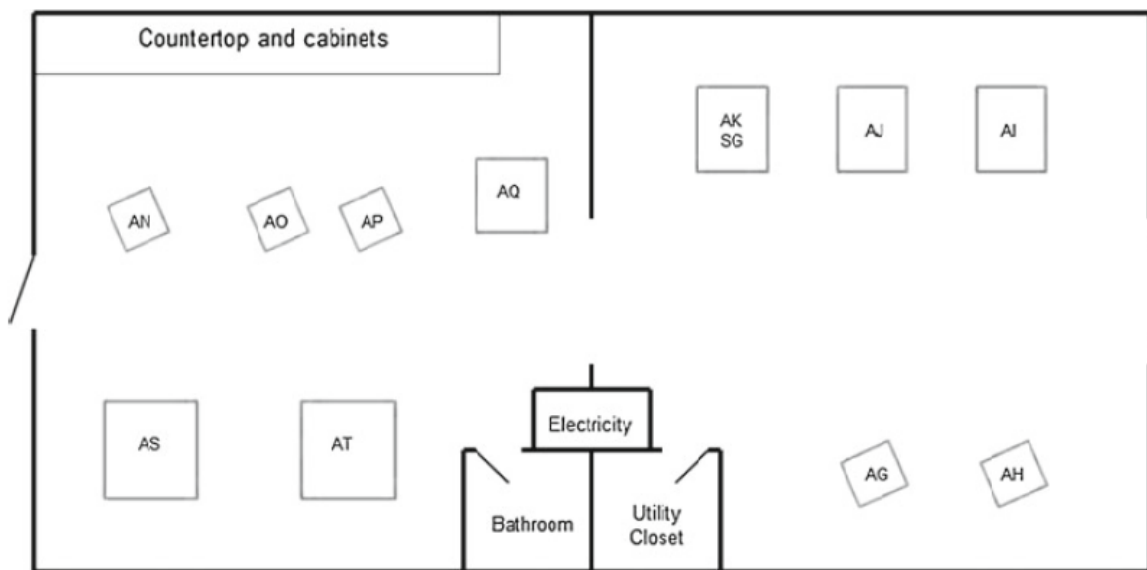 Countertop and cabinets
AK
SG
AJ
AI
AN
AO
AP
AQ
AS
AT
Electricity
Bathroom
Utility
Closet
AG
AH